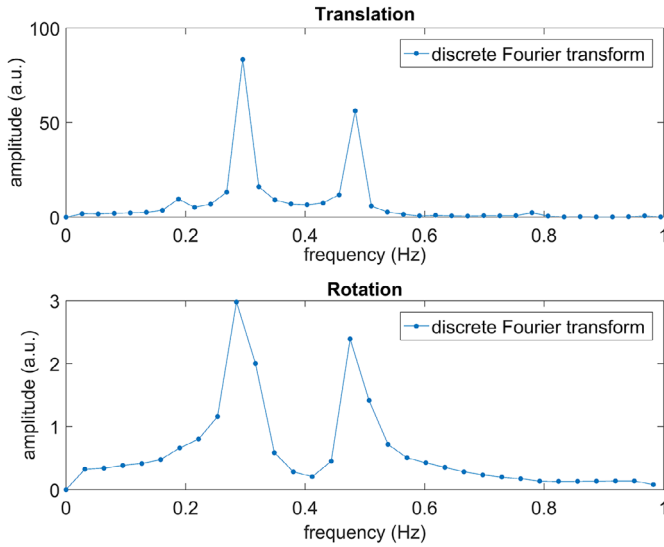 Translation
100
50
0
amplitude (a.u.)
discrete Fourier transform
0 0.2 0.4 0.6 0.8 1
frequency (Hz)
Rotation
3
2
1
0
amplitude (a.u.)
discrete Fourier transform
0 0.2 0.4 0.6 0.8 1
frequency (Hz)